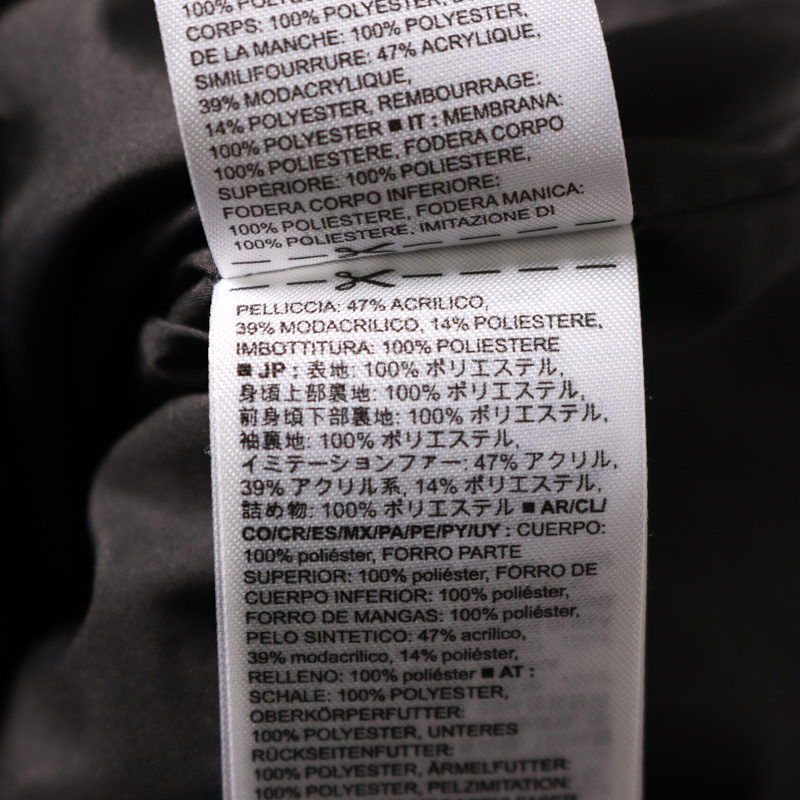 100% POLYESTER,
CORPS: 100% POLYESTER,
DE LA MANCHE: 100% POLYESTER,
SIMILIFOURRURE: 47% ACRYLIQUE,
39% MODACRYLIQUE,
14% POLYESTER, REMBOURRAGE:
100% POLYESTER ■ IT : MEMBRANA:
100% POLIESTERE, FODERA CORPO
SUPERIORE: 100% POLIESTERE,
FODERA CORPO INFERIORE:
100% POLIESTERE, FODERA MANICA:
100% POLIESTERE, IMITAZIONE DI
PELLICCIA: 47% ACRILICO,
39% MODACRILICO, 14% POLIESTERE,
IMBOTTITURA: 100% POLIESTERE
■ JP : 表地: 100% ポリエステル,
身頃上部裏地: 100% ポリエステル,
前身頃下部裏地: 100% ポリエステル,
袖裏地: 100% ポリエステル,
イミテーションファー: 47% アクリル,
39% アクリル系, 14% ポリエステル,
詰め物: 100% ポリエステル ■ AR/CL/
CO/CR/ES/MX/PA/PE/PY/UY : CUERPO:
100% poliéster, FORRO PARTE
SUPERIOR: 100% poliéster, FORRO DE
CUERPO INFERIOR: 100% poliéster,
FORRO DE MANGAS: 100% poliéster,
PELO SINTETICO: 47% acrilico,
39% modacrilico, 14% poliéster,
RELLENO: 100% poliéster ■ AT :
SCHALE: 100% POLYESTER,
OBERKÖRPERFUTTER:
100% POLYESTER, UNTERES
RÜCKSEITENFUTTER:
100% POLYESTER, ÄRMELFUTTER:
100% POLYESTER, PELZIMITATION: